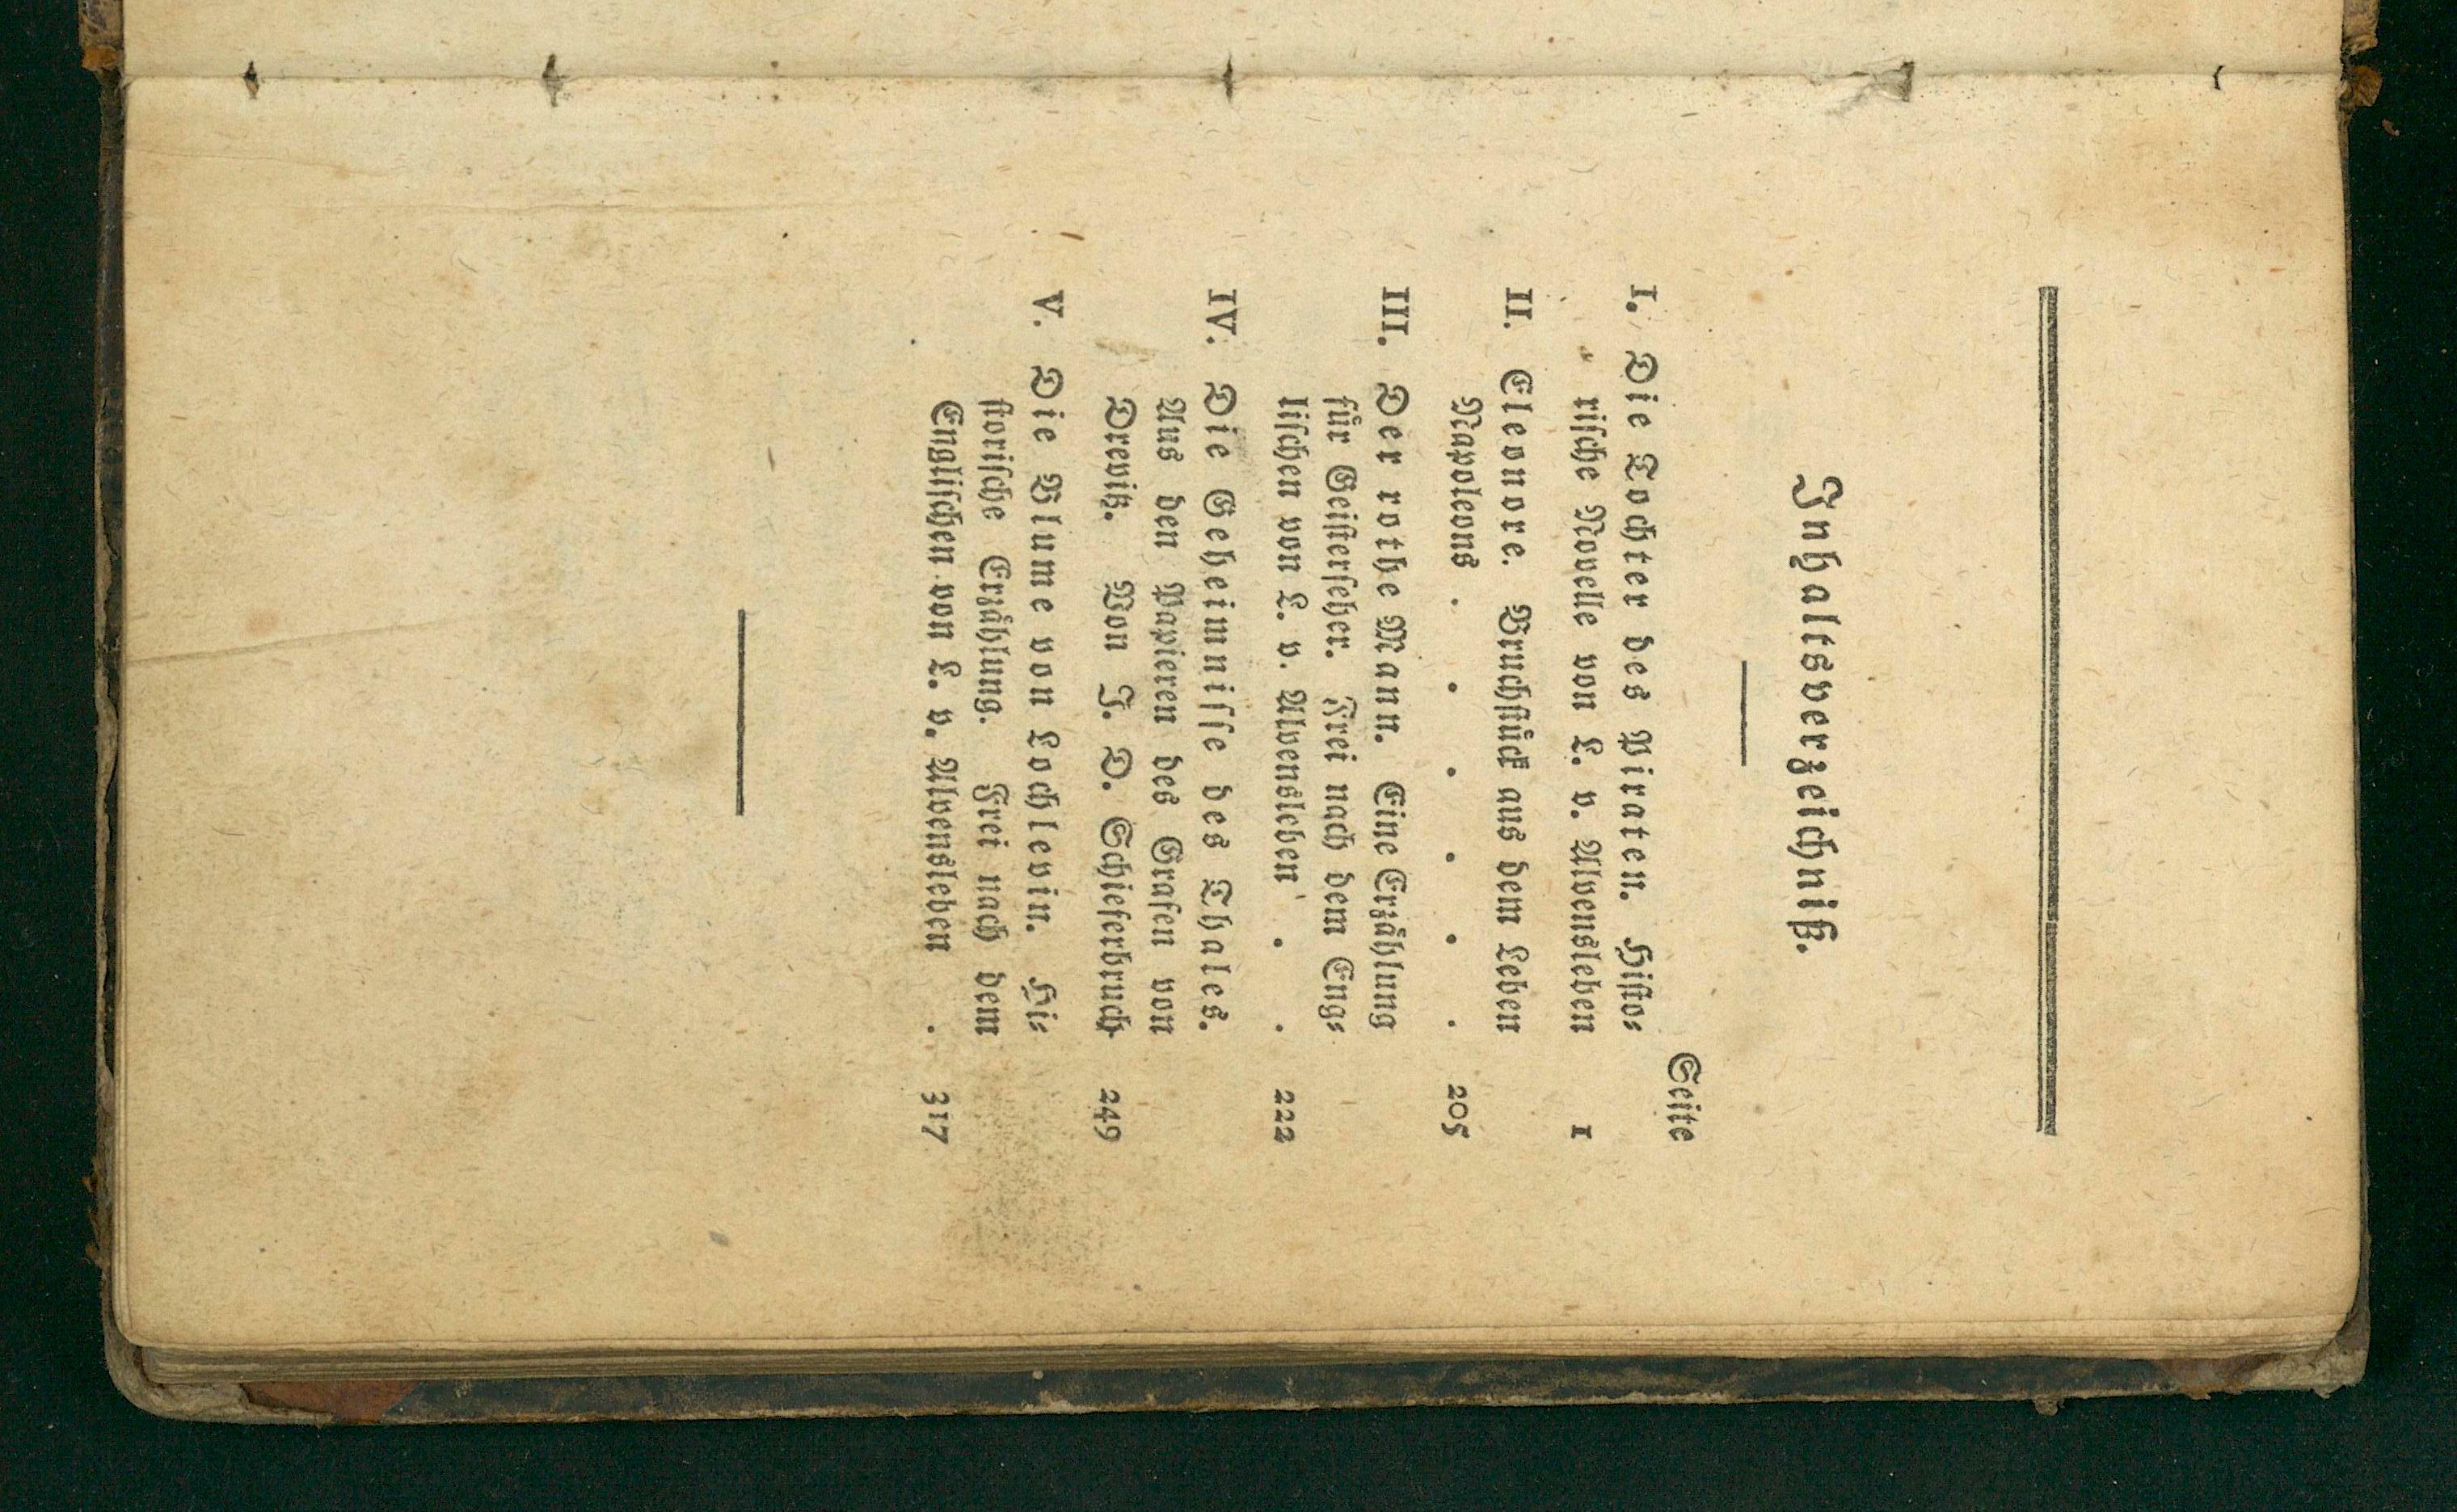 Inhaltsverzeichniß.
Seite
I. Die Tochter des Piraten. Histo-
rische Novelle von L. v. Alvensleben 1
II. Eleonore. Bruchstück aus dem Leben
Napoleons . . . . . . 205
III. Der rothe Mann. Eine Erzählung
für Geisterseher. Frei nach dem Eng-
lischen von L. v. Alvensleben . . 222
IV. Die Geheimnisse des Thales.
Aus den Papieren des Grafen von
Drevitz. Von J. D. Schieferbruch 249
V. Die Blume von Lochlevin. Hi-
storische Erzählung. Frei nach dem
Englischen von L. v. Alvensleben . 317